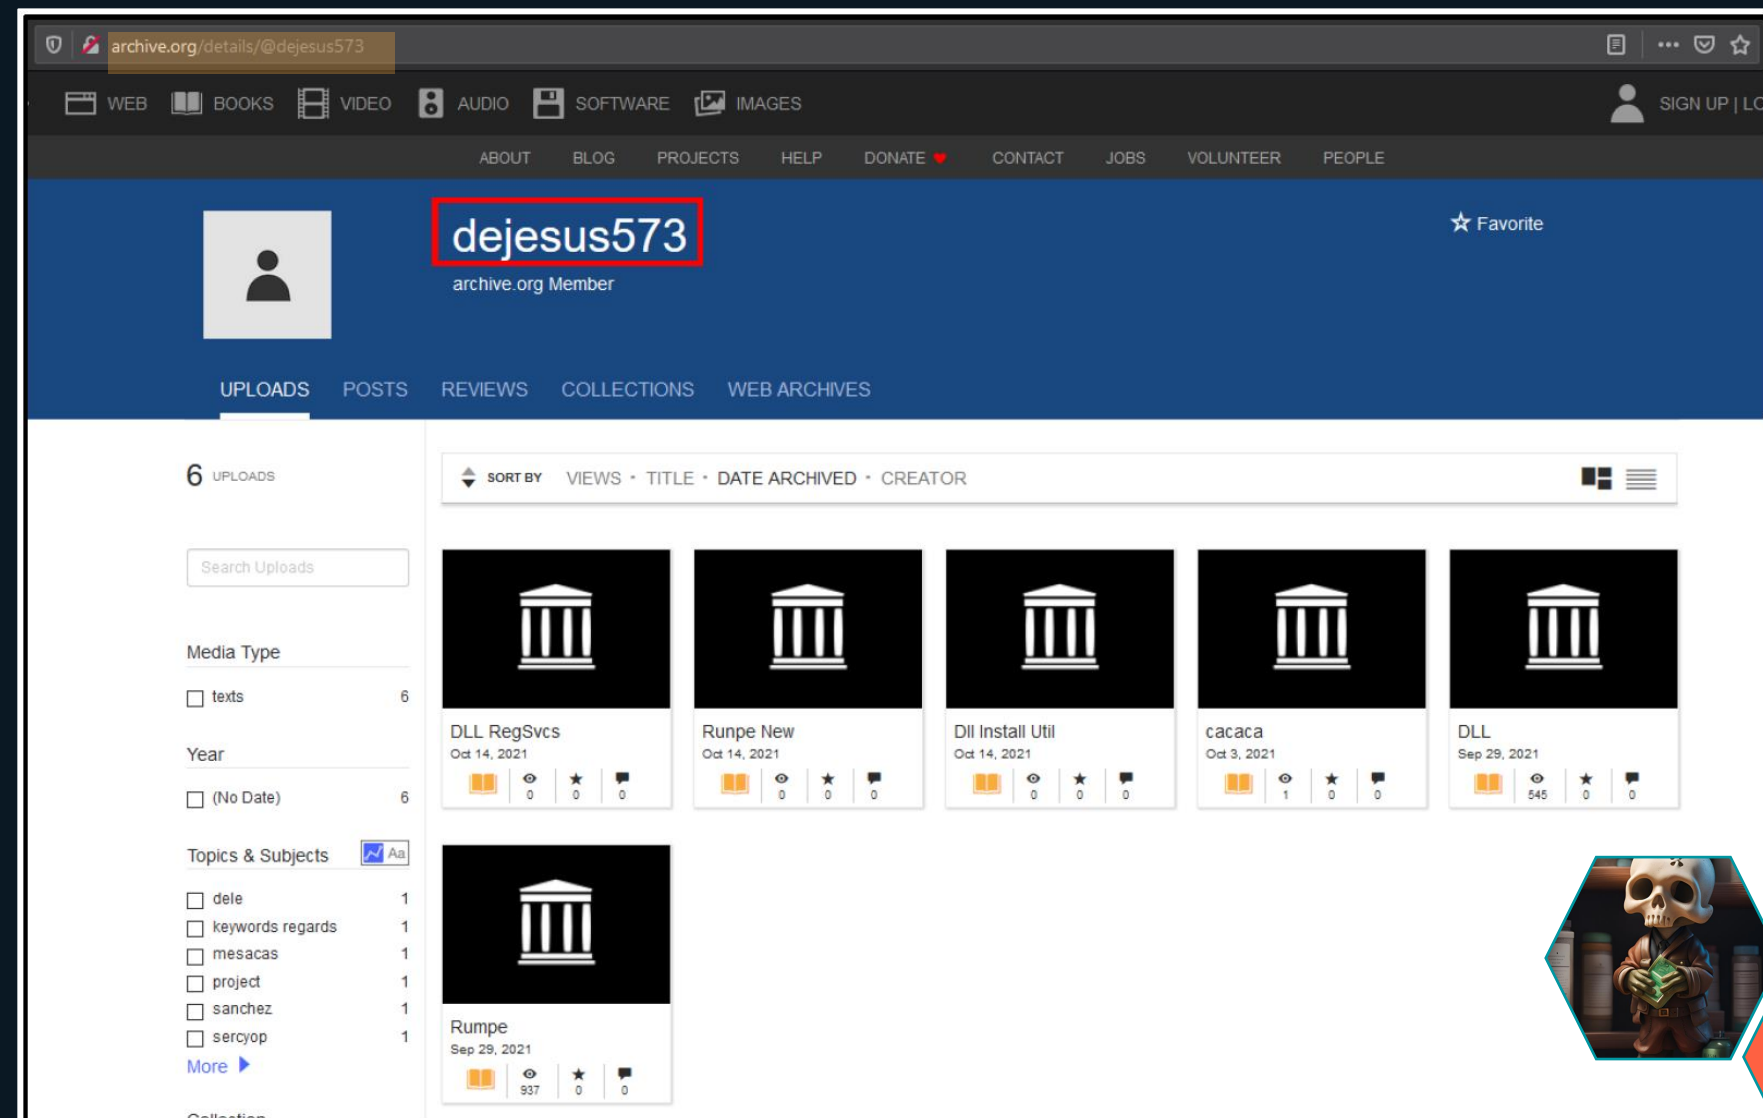 archive.org/details/@dejesus573
WEB BOOKS VIDEO AUDIO SOFTWARE IMAGES
SIGN UP | LO
ABOUT BLOG PROJECTS HELP DONATE CONTACT JOBS VOLUNTEER PEOPLE
dejesus573
archive.org Member
Favorite
UPLOADS POSTS REVIEWS COLLECTIONS WEB ARCHIVES
6 UPLOADS
SORT BY VIEWS · TITLE · DATE ARCHIVED · CREATOR
Search Uploads
Media Type
texts 6
Year
(No Date) 6
Topics & Subjects Aa
dele 1
keywords regards 1
mesacas 1
project 1
sanchez 1
sercyop 1
More
Collection
DLL RegSvcs
Oct 14, 2021
0 0 0
Runpe New
Oct 14, 2021
0 0 0
Dll Install Util
Oct 14, 2021
0 0 0
cacaca
Oct 3, 2021
1 0 0
DLL
Sep 29, 2021
545 0 0
Rumpe
Sep 29, 2021
937 0 0